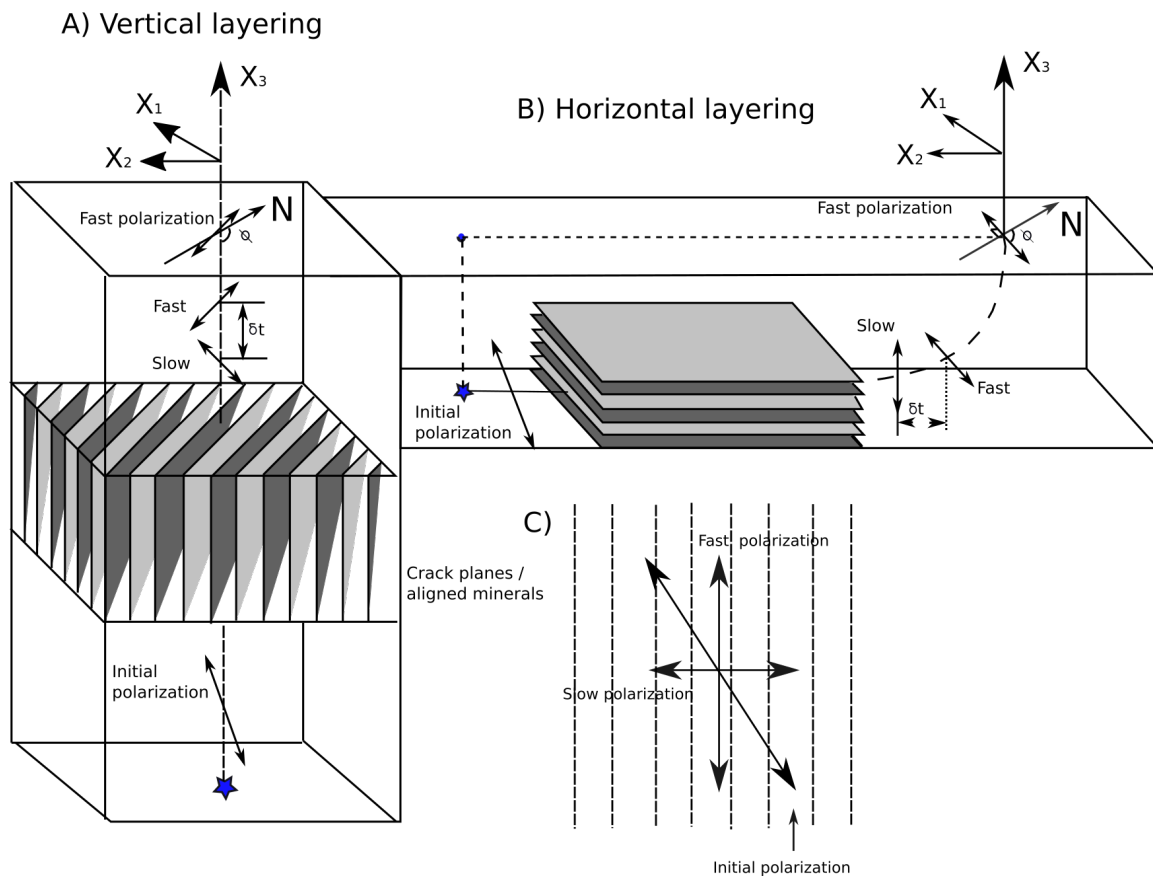 A) Vertical layering
X3
X1
X2
Fast polarization
N
φ
Fast
δt
Slow
Crack planes /
aligned minerals
Initial
polarization
B) Horizontal layering
X3
X1
X2
Fast polarization
N
φ
Slow
Fast
δt
Initial
polarization
C)
Fast polarization
Slow polarization
Initial polarization